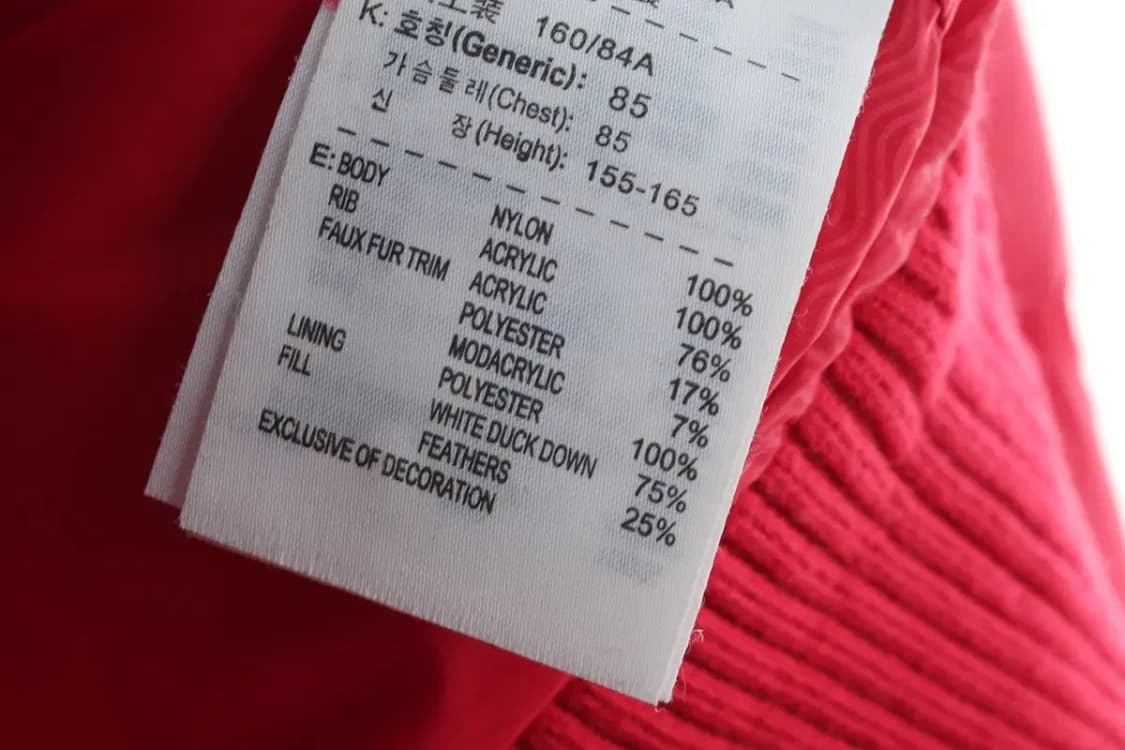 工装 160/84A
K: 호칭(Generic): 85
가슴둘레(Chest): 85
신 장(Height): 155-165
E: BODY NYLON 100%
RIB ACRYLIC 100%
FAUX FUR TRIM ACRYLIC 76%
POLYESTER 17%
MODACRYLIC 7%
LINING POLYESTER 100%
FILL WHITE DUCK DOWN 75%
FEATHERS 25%
EXCLUSIVE OF DECORATION